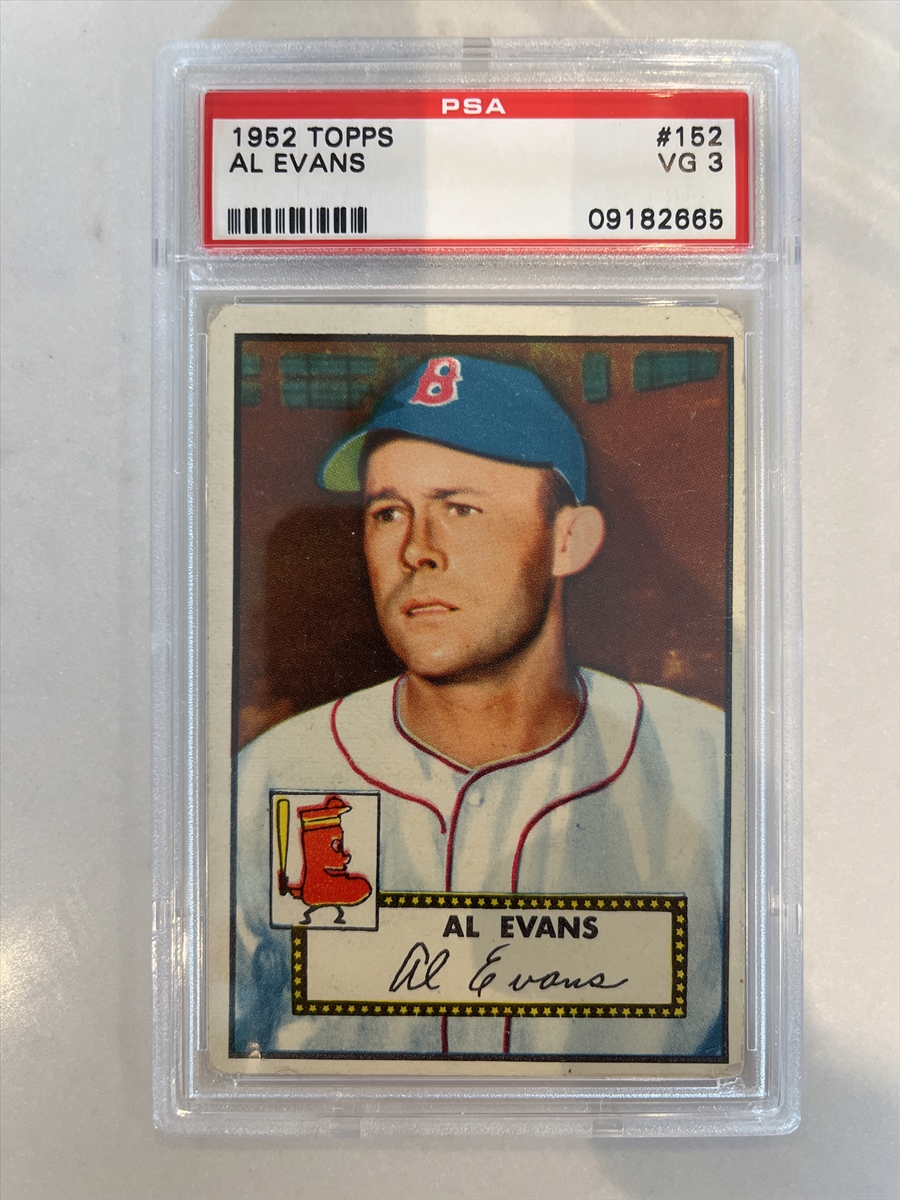 PSA
1952 TOPPS #152
AL EVANS VG 3
09182665
B
AL EVANS
Al Evans